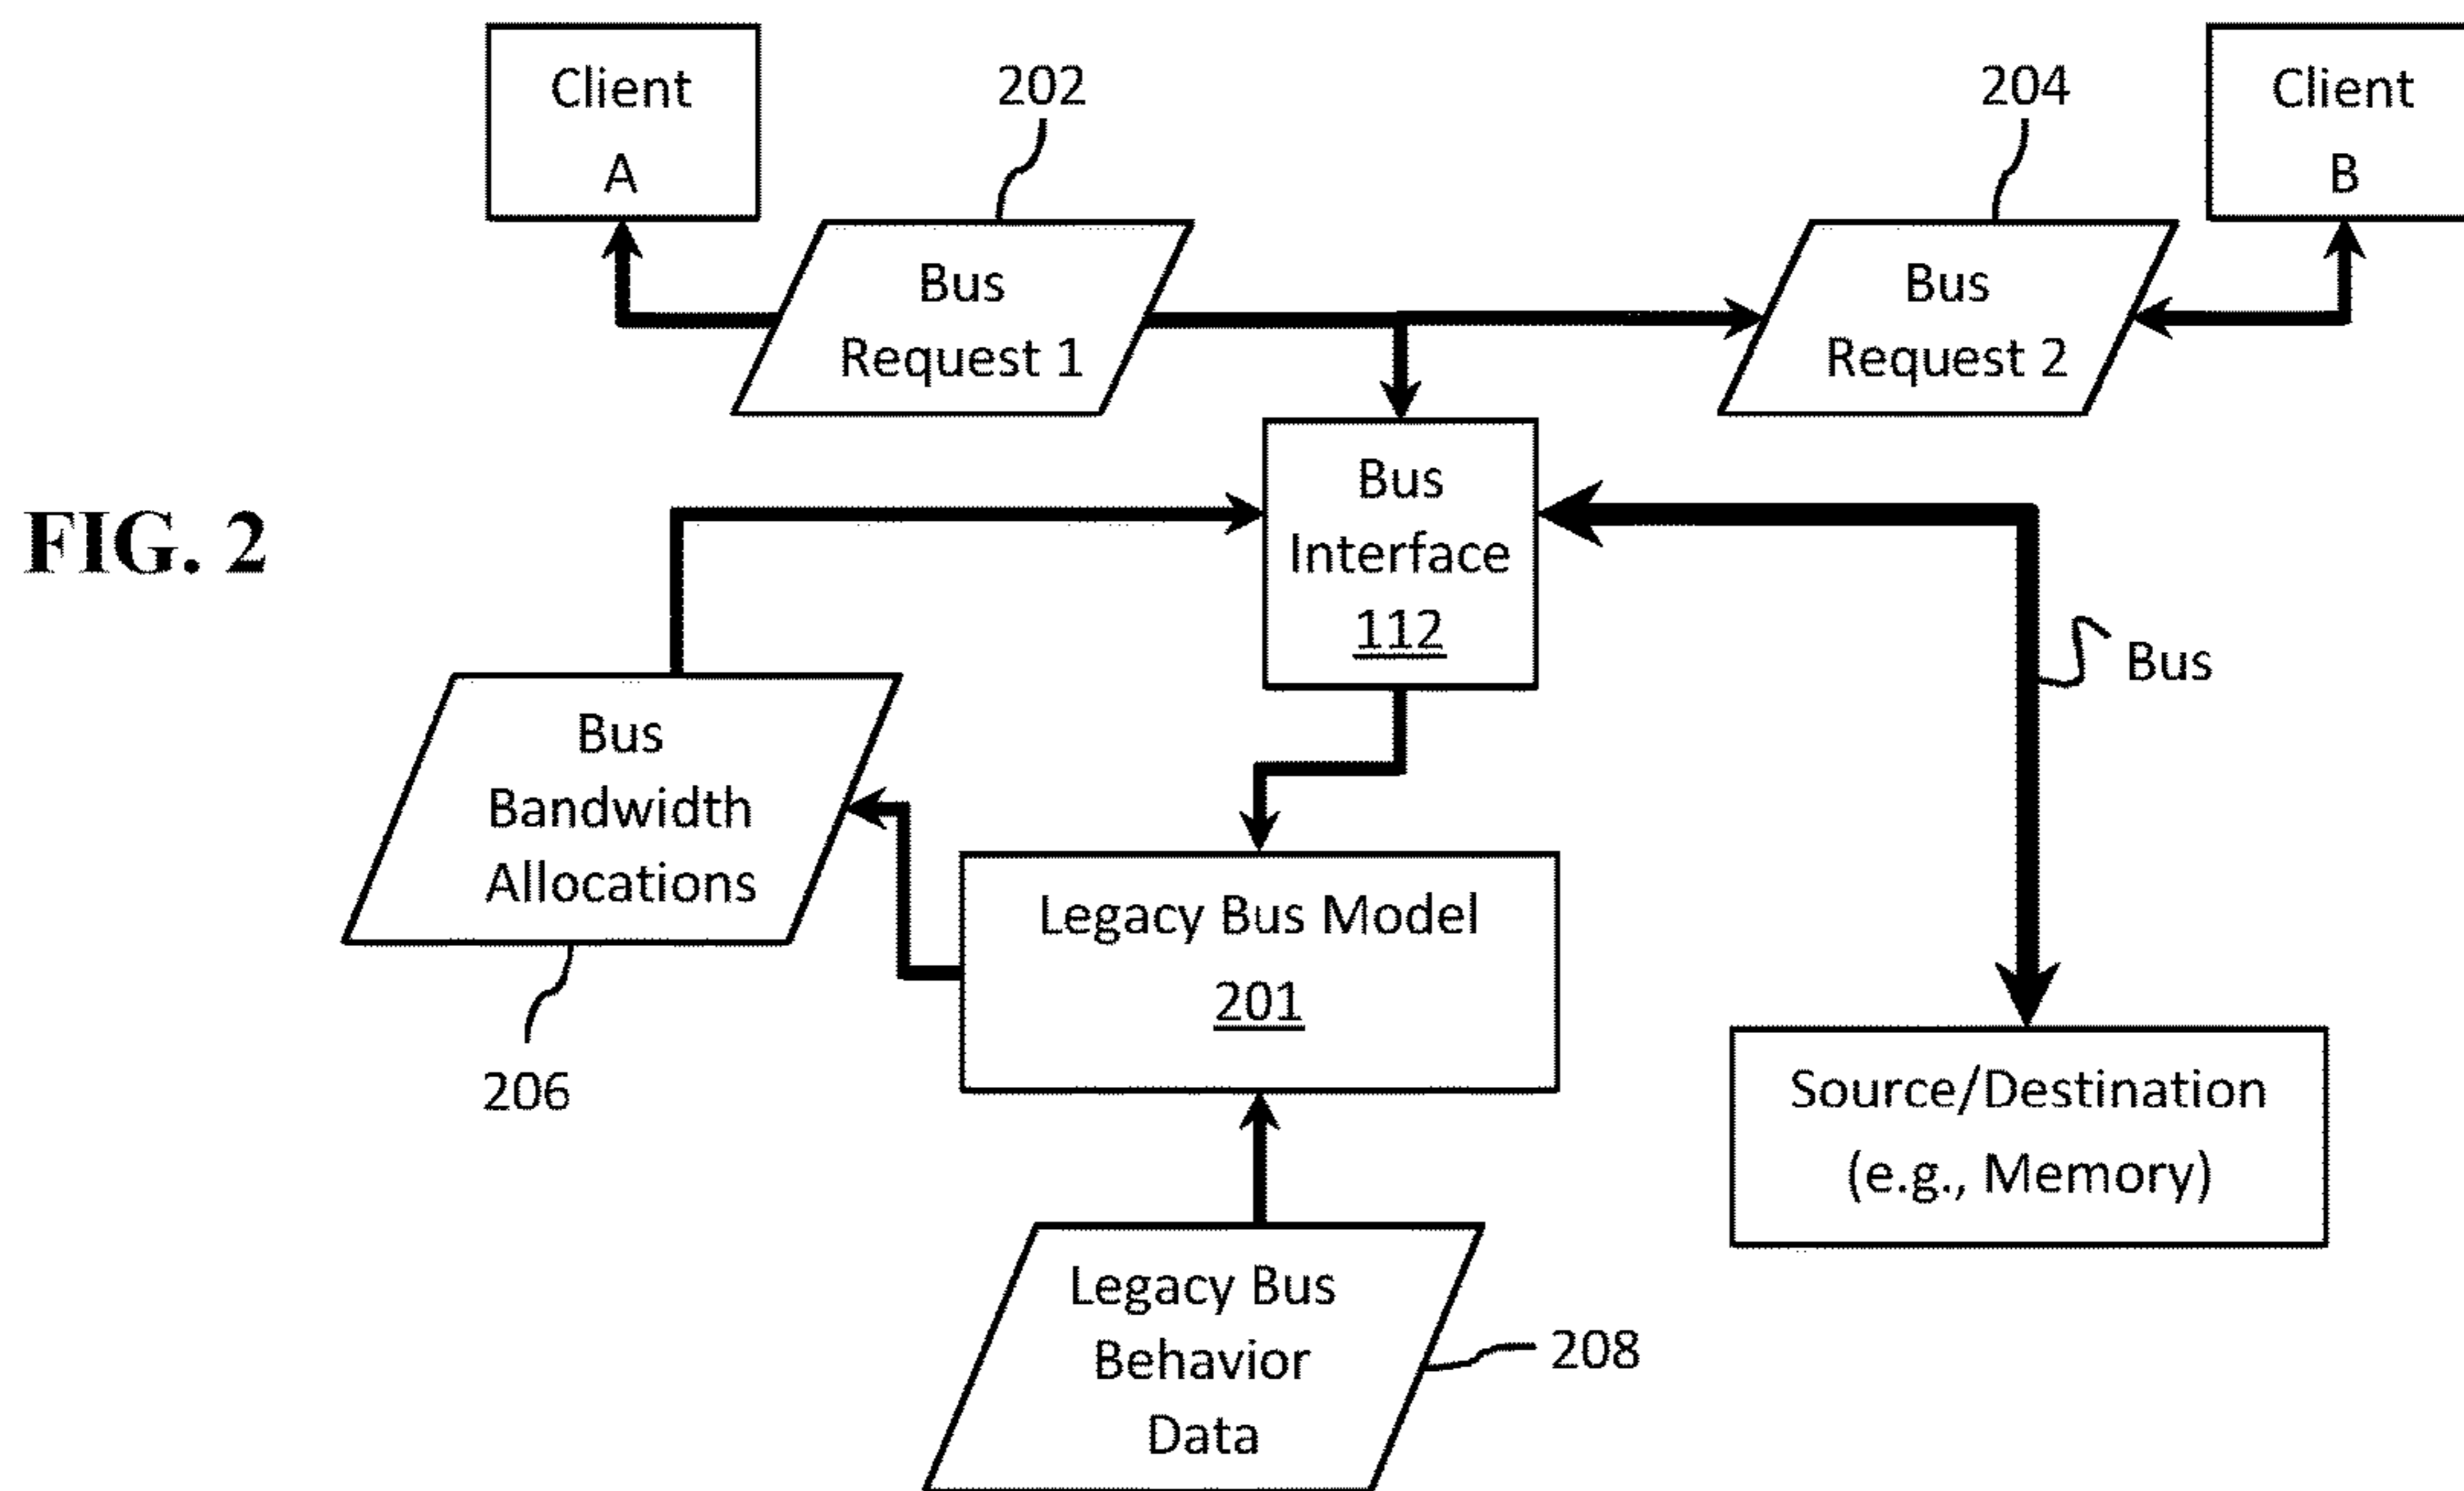 Client
A
202
204
Client
B
Bus
Request 1
Bus
Request 2
FIG. 2
Bus
Interface
112
Bus
Bus
Bandwidth
Allocations
206
Legacy Bus Model
201
Source/Destination
(e.g., Memory)
Legacy Bus
Behavior
Data
208